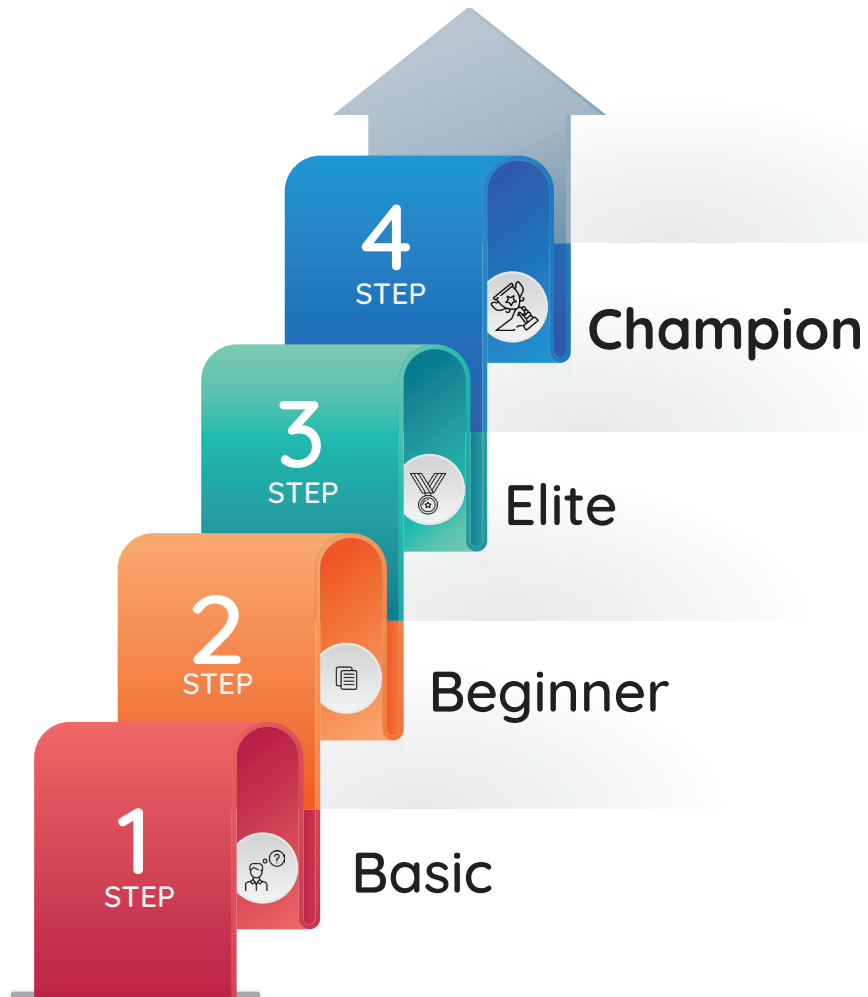 4
STEP
Champion
3
STEP
Elite
2
STEP
Beginner
1
STEP
Basic
?